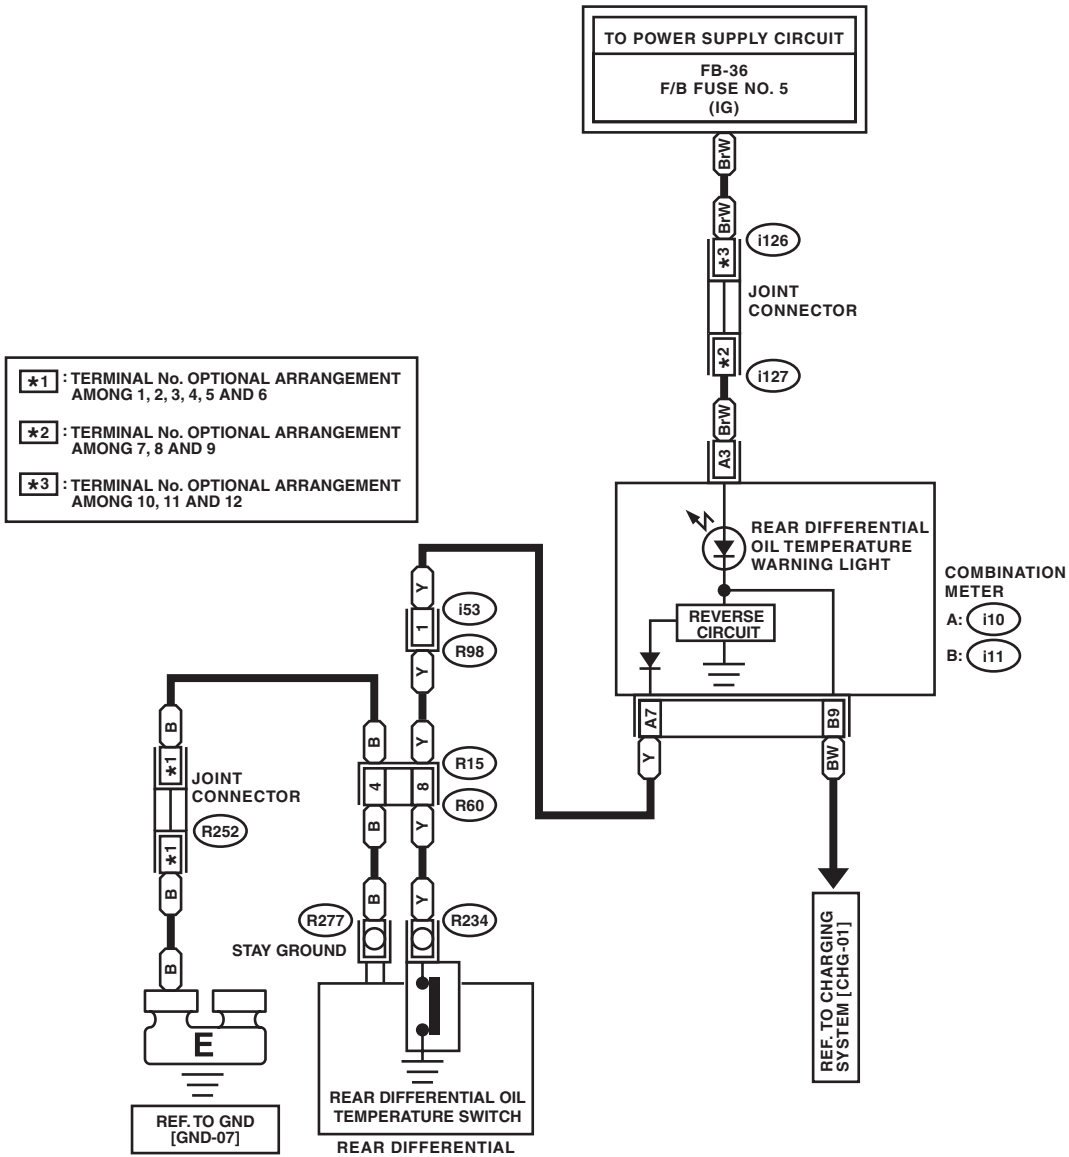 TO POWER SUPPLY CIRCUIT
FB-36
F/B FUSE NO. 5
(IG)
BrW
BrW
*3
i126
JOINT
CONNECTOR
*2
i127
BrW
A3
*1 : TERMINAL No. OPTIONAL ARRANGEMENT
AMONG 1, 2, 3, 4, 5 AND 6
*2 : TERMINAL No. OPTIONAL ARRANGEMENT
AMONG 7, 8 AND 9
*3 : TERMINAL No. OPTIONAL ARRANGEMENT
AMONG 10, 11 AND 12
REAR DIFFERENTIAL
OIL TEMPERATURE
WARNING LIGHT
REVERSE
CIRCUIT
COMBINATION
METER
A: i10
B: i11
A7
B9
Y
BW
REF. TO CHARGING
SYSTEM [CHG-01]
Y
i53
1
R98
Y
B
B
Y
R15
4
8
R60
B
Y
*1
JOINT
CONNECTOR
R252
*1
B
B
B
Y
R277
R234
STAY GROUND
E
REF. TO GND
[GND-07]
REAR DIFFERENTIAL OIL
TEMPERATURE SWITCH
REAR DIFFERENTIAL